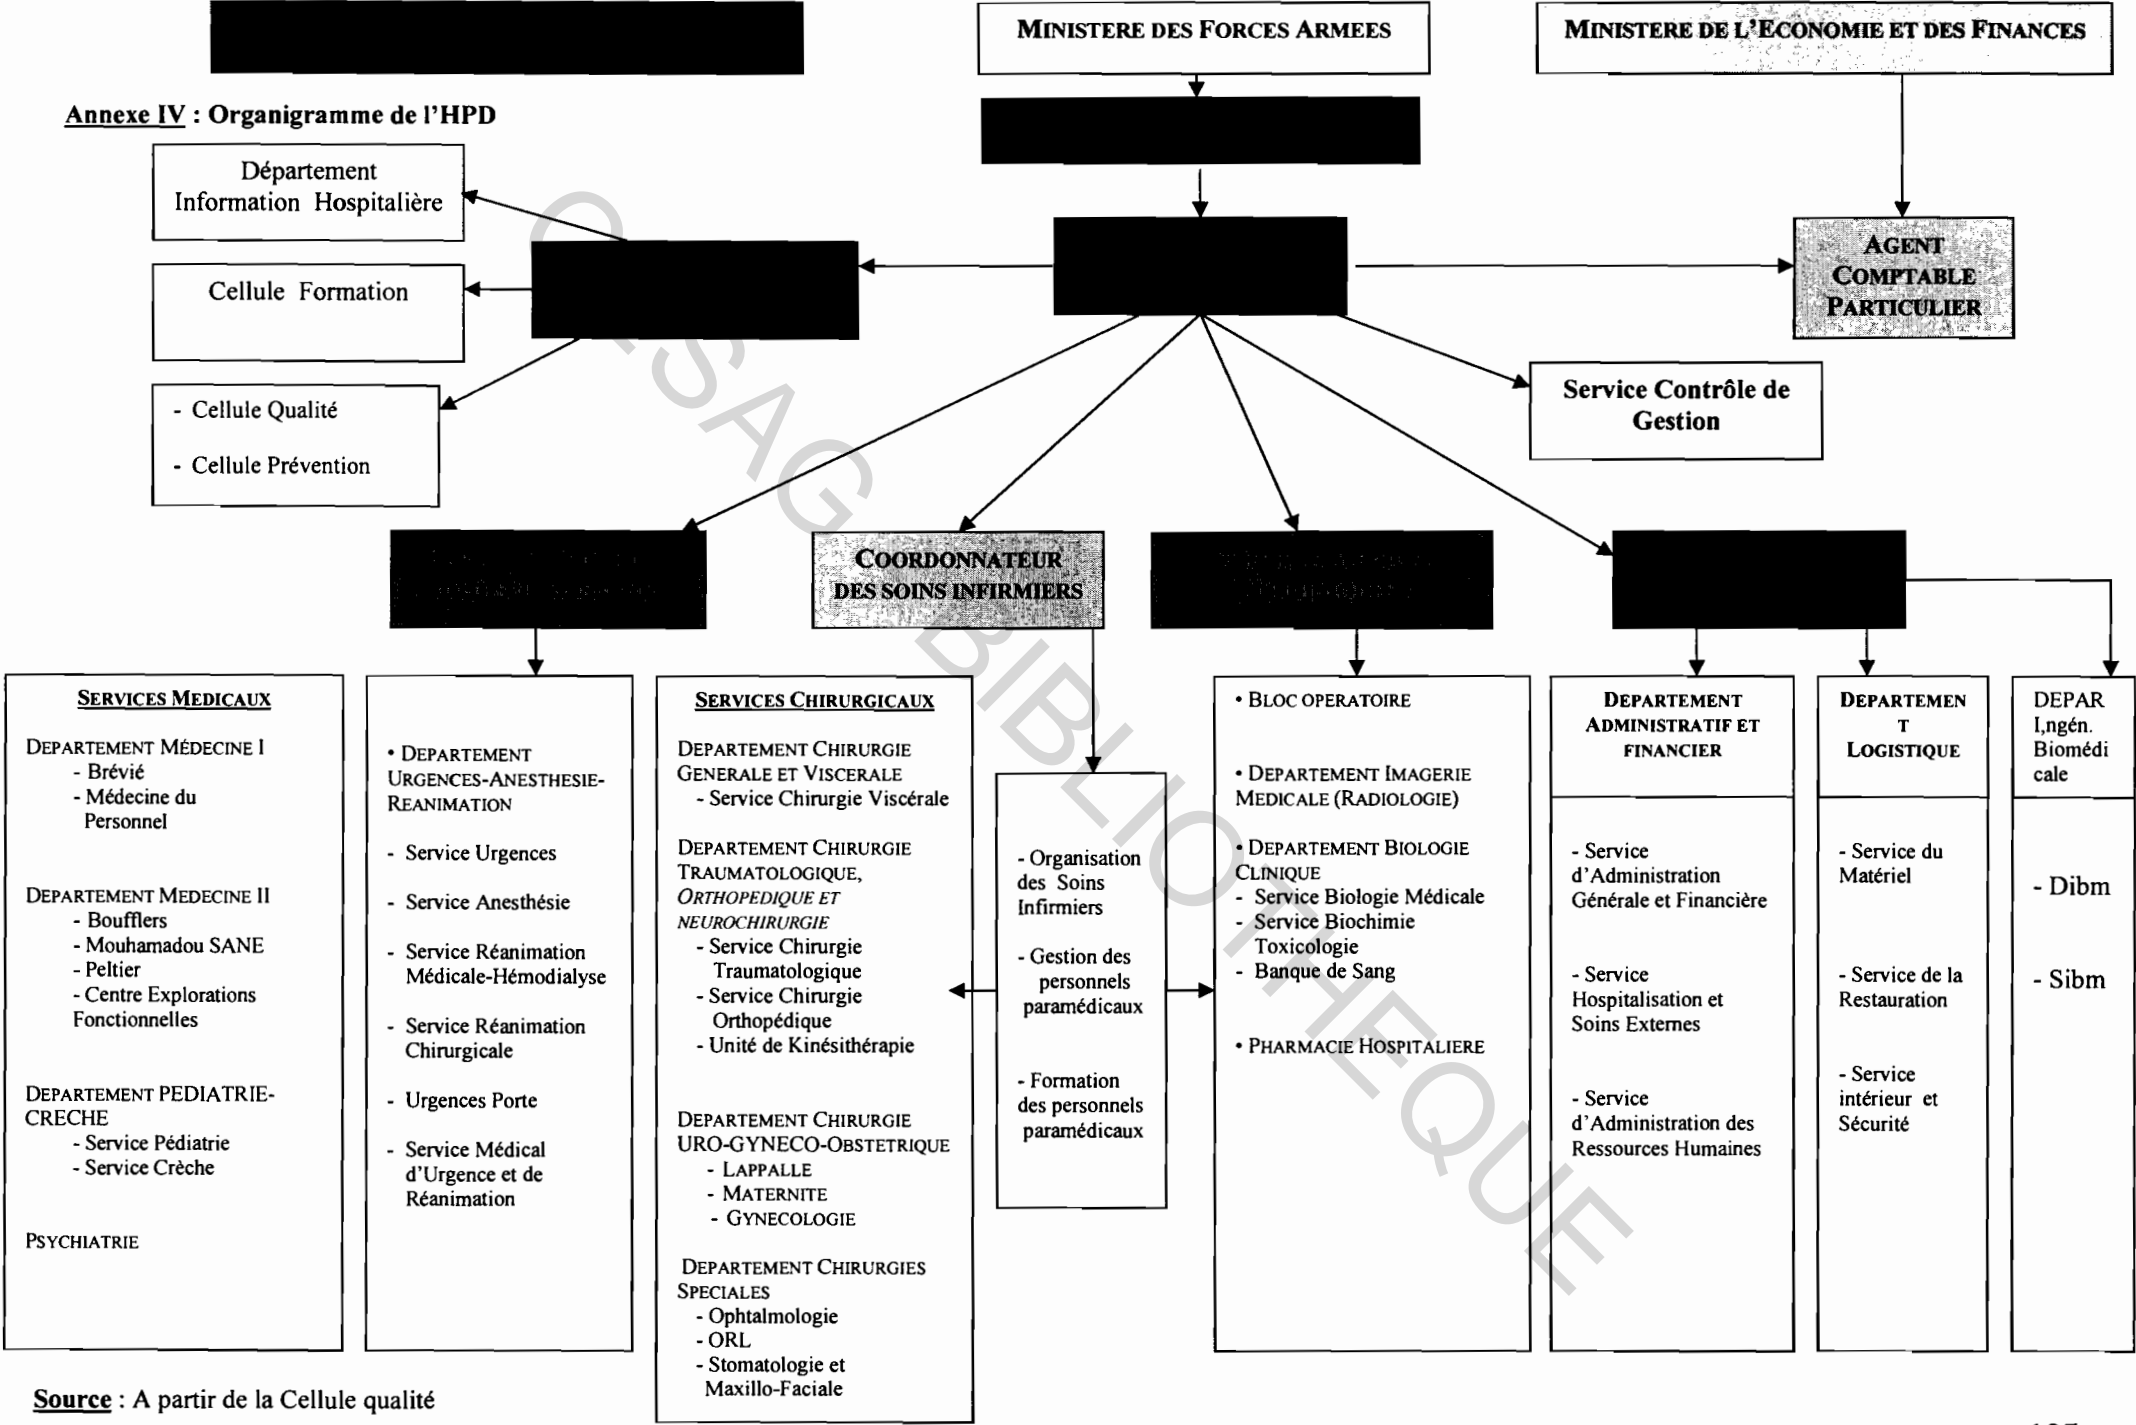 MINISTERE DES FORCES ARMEES
MINISTERE DE L'ECONOMIE ET DES FINANCES
Annexe IV : Organigramme de l'HPD
Département
Information Hospitalière
Cellule Formation
- Cellule Qualité
- Cellule Prévention
AGENT
COMPTABLE
PARTICULIER
Service Contrôle de
Gestion
COORDONNATEUR
DES SOINS INFIRMIERS
SERVICES MEDICAUX
DEPARTEMENT MÉDECINE I
- Brévié
- Médecine du
Personnel
DEPARTEMENT MEDECINE II
- Boufflers
- Mouhamadou SANE
- Peltier
- Centre Explorations
Fonctionnelles
DEPARTEMENT PEDIATRIE-
CRECHE
- Service Pédiatrie
- Service Crèche
PSYCHIATRIE
• DEPARTEMENT
URGENCES-ANESTHESIE-
REANIMATION
- Service Urgences
- Service Anesthésie
- Service Réanimation
Médicale-Hémodialyse
- Service Réanimation
Chirurgicale
- Urgences Porte
- Service Médical
d'Urgence et de
Réanimation
SERVICES CHIRURGICAUX
DEPARTEMENT CHIRURGIE
GENERALE ET VISCERALE
- Service Chirurgie Viscérale
DEPARTEMENT CHIRURGIE
TRAUMATOLOGIQUE,
ORTHOPEDIQUE ET
NEUROCHIRURGIE
- Service Chirurgie
Traumatologique
- Service Chirurgie
Orthopédique
- Unité de Kinésithérapie
DEPARTEMENT CHIRURGIE
URO-GYNECO-OBSTETRIQUE
- LAPPALLE
- MATERNITE
- GYNECOLOGIE
DEPARTEMENT CHIRURGIES
SPECIALES
- Ophtalmologie
- ORL
- Stomatologie et
Maxillo-Faciale
- Organisation
des Soins
Infirmiers
- Gestion des
personnels
paramédicaux
- Formation
des personnels
paramédicaux
• BLOC OPERATOIRE
• DEPARTEMENT IMAGERIE
MEDICALE (RADIOLOGIE)
• DEPARTEMENT BIOLOGIE
CLINIQUE
- Service Biologie Médicale
- Service Biochimie
Toxicologie
- Banque de Sang
• PHARMACIE HOSPITALIERE
DEPARTEMENT
ADMINISTRATIF ET
FINANCIER
- Service
d'Administration
Générale et Financière
- Service
Hospitalisation et
Soins Externes
- Service
d'Administration des
Ressources Humaines
DEPARTEMEN
T
LOGISTIQUE
- Service du
Matériel
- Service de la
Restauration
- Service
intérieur et
Sécurité
DEPAR
I,ngén.
Biomédi
cale
- Dibm
- Sibm
Source : A partir de la Cellule qualité
CESAG BIBLIOTHEQUE